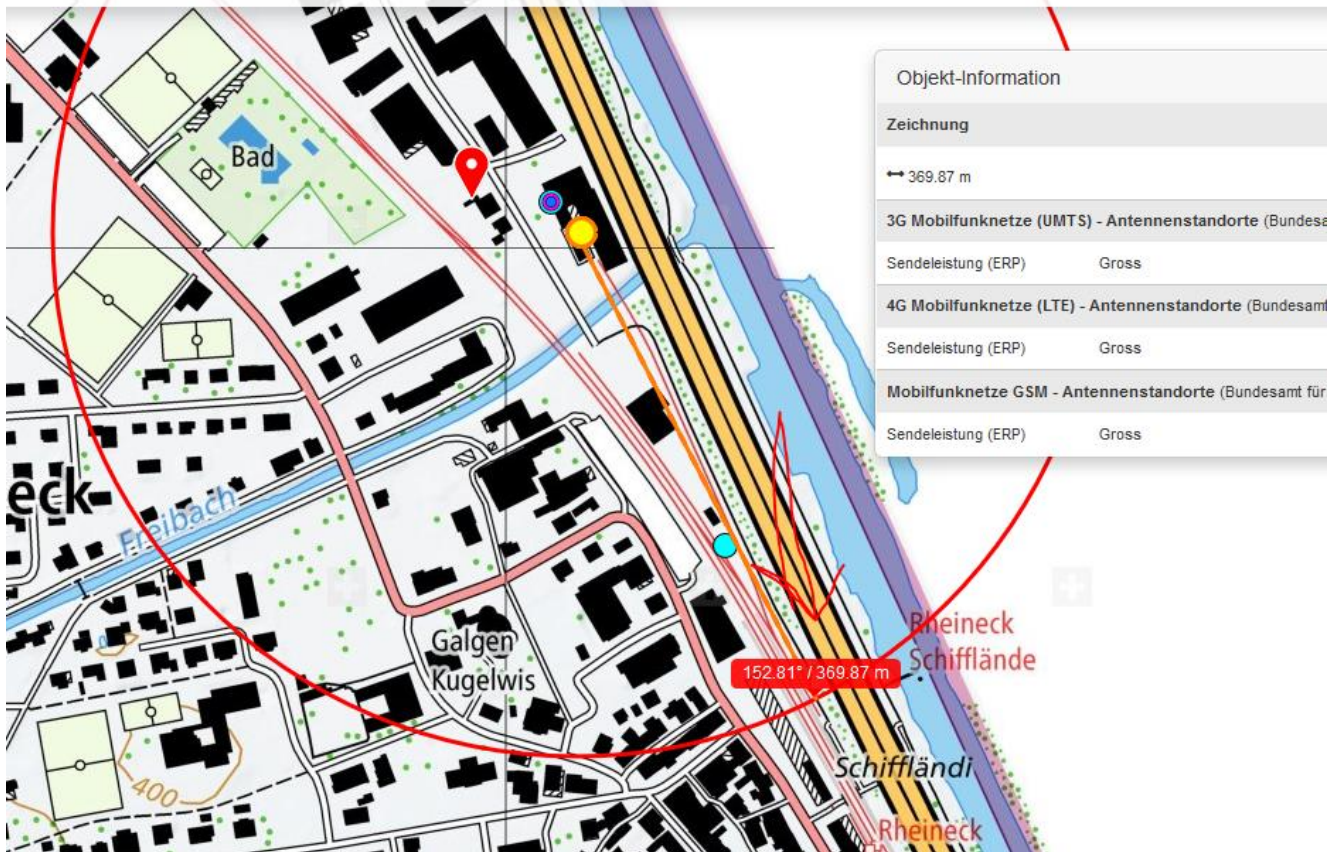 Objekt-Information
Zeichnung
369.87 m
3G Mobilfunknetze (UMTS) - Antennenstandorte (Bundesa
Sendeleistung (ERP) Gross
4G Mobilfunknetze (LTE) - Antennenstandorte (Bundesamt
Sendeleistung (ERP) Gross
Mobilfunknetze GSM - Antennenstandorte (Bundesamt für
Sendeleistung (ERP) Gross
Bad
eck
Freibach
Galgen
Kugelwis
Rheineck
Schifflände
152.81° / 369.87 m
400
Schiffländi
Rheineck